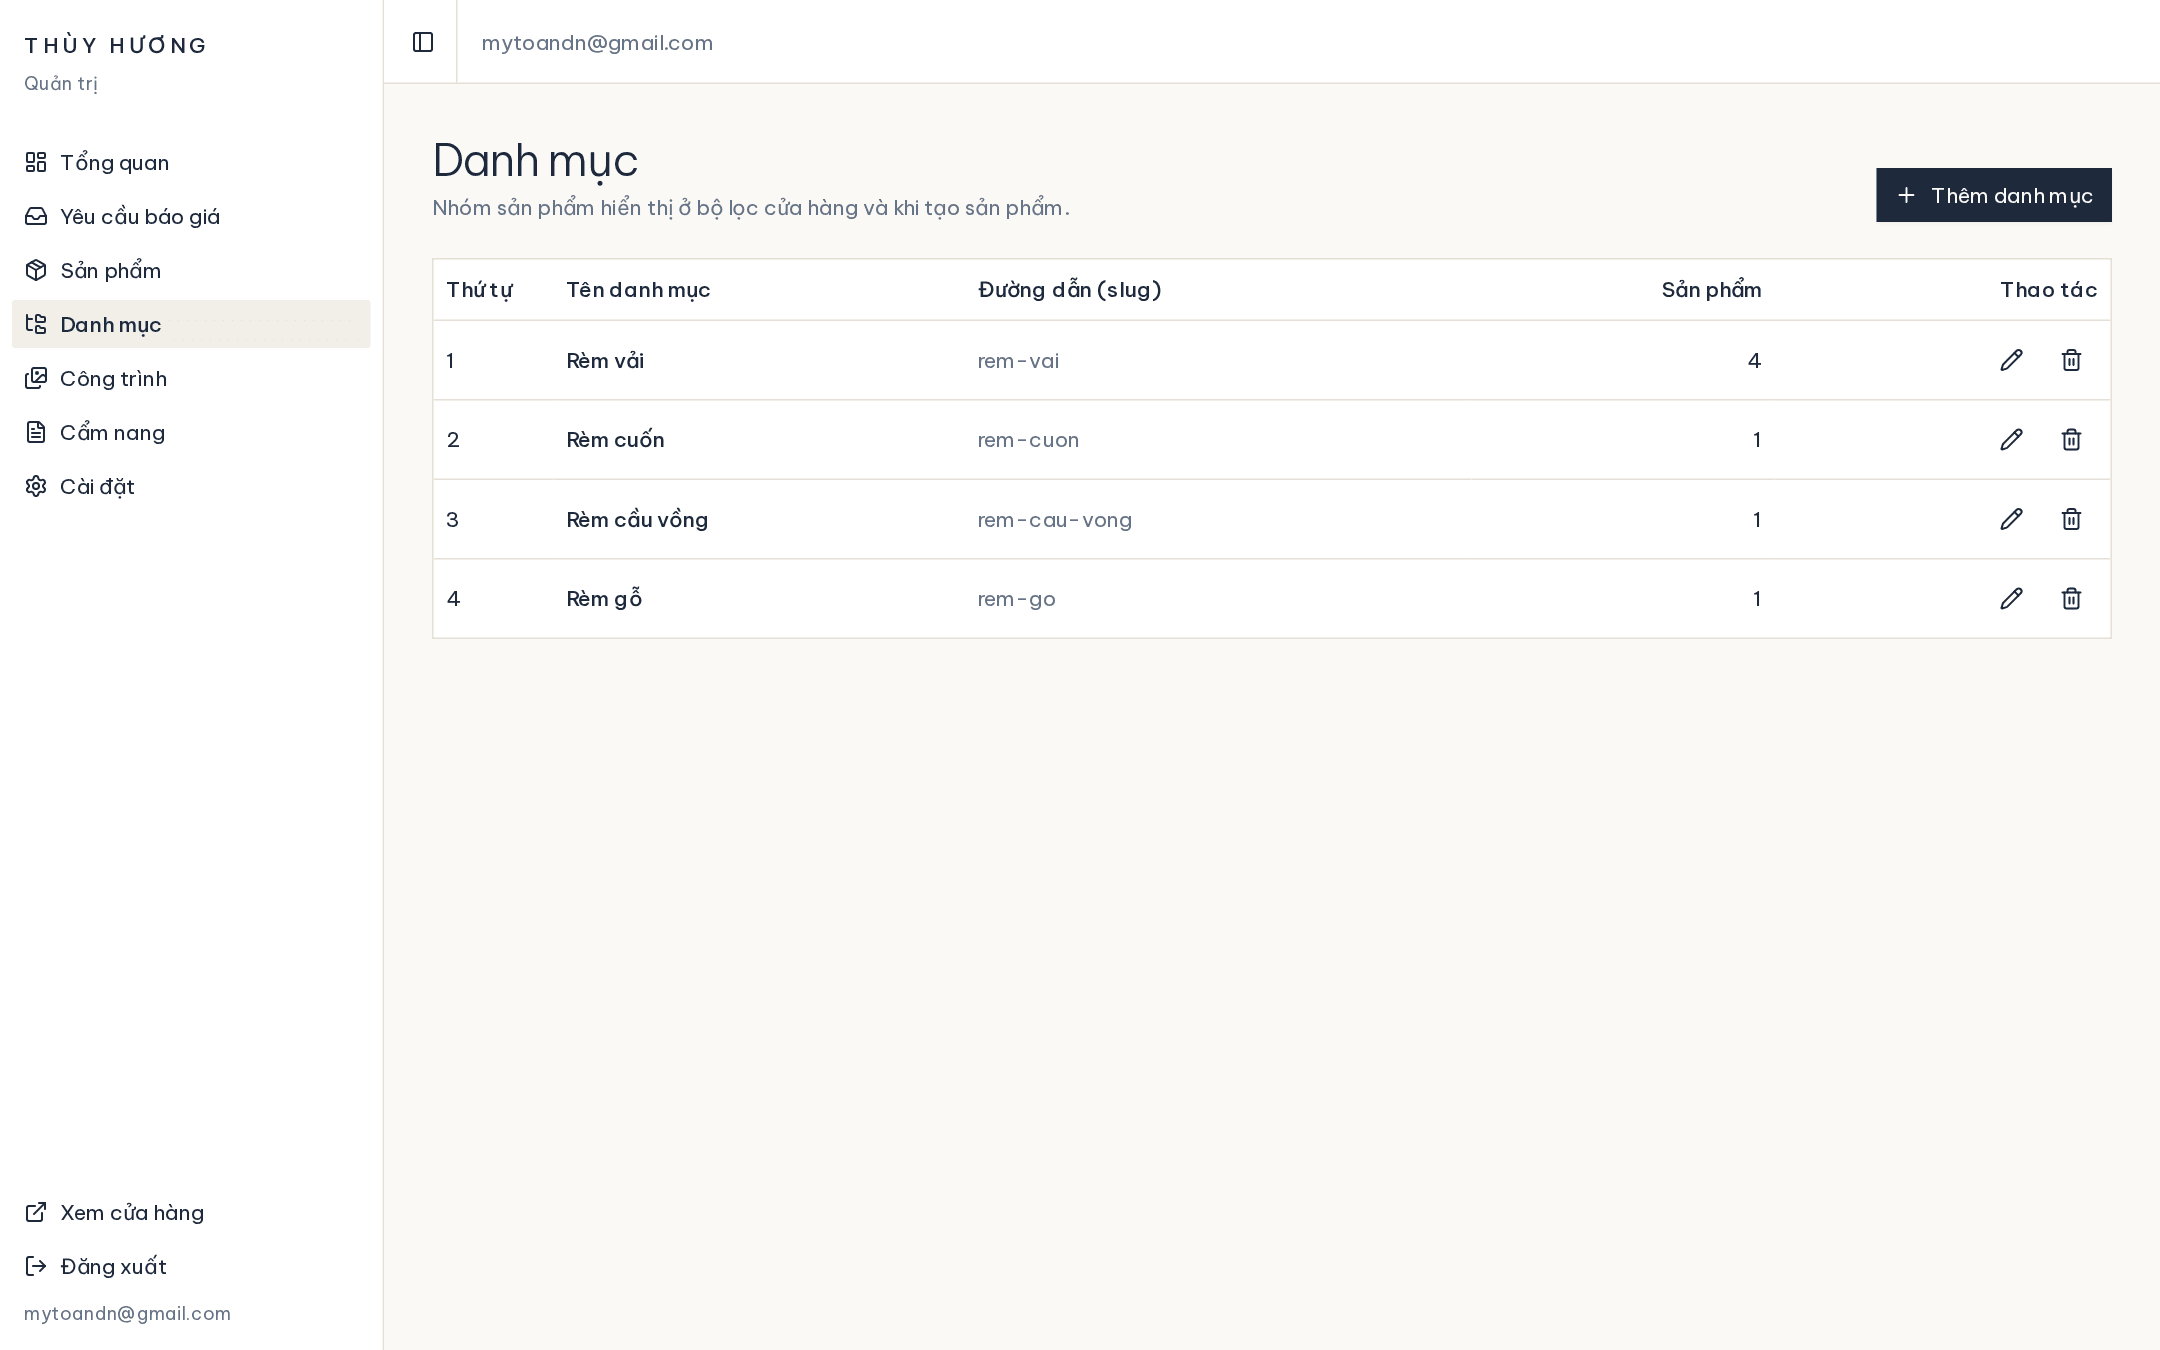 THÙY HƯƠNG
Quản trị
Tổng quan
Yêu cầu báo giá
Sản phẩm
Danh mục
Công trình
Cẩm nang
Cài đặt
Xem cửa hàng
Đăng xuất
mytoandn@gmail.com
mytoandn@gmail.com
Danh mục
Nhóm sản phẩm hiển thị ở bộ lọc cửa hàng và khi tạo sản phẩm.
Thêm danh mục
Thứ tự Tên danh mục Đường dẫn (slug) Sản phẩm Thao tác
1 Rèm vải rem-vai 4
2 Rèm cuốn rem-cuon 1
3 Rèm cầu vồng rem-cau-vong 1
4 Rèm gỗ rem-go 1